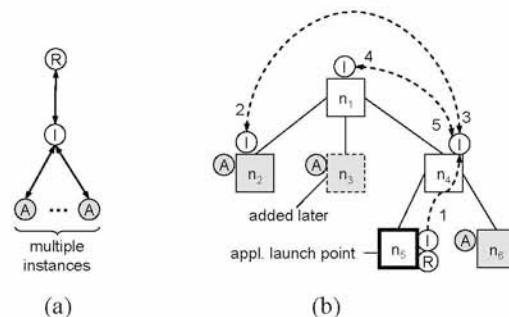 R
I
A ... A
multiple
instances
(a)
I
4
n1
2
5
3
I
I
A
n2
A
n3
n4
added later
1
appl. launch point
n5
I
R
A
n6
(b)